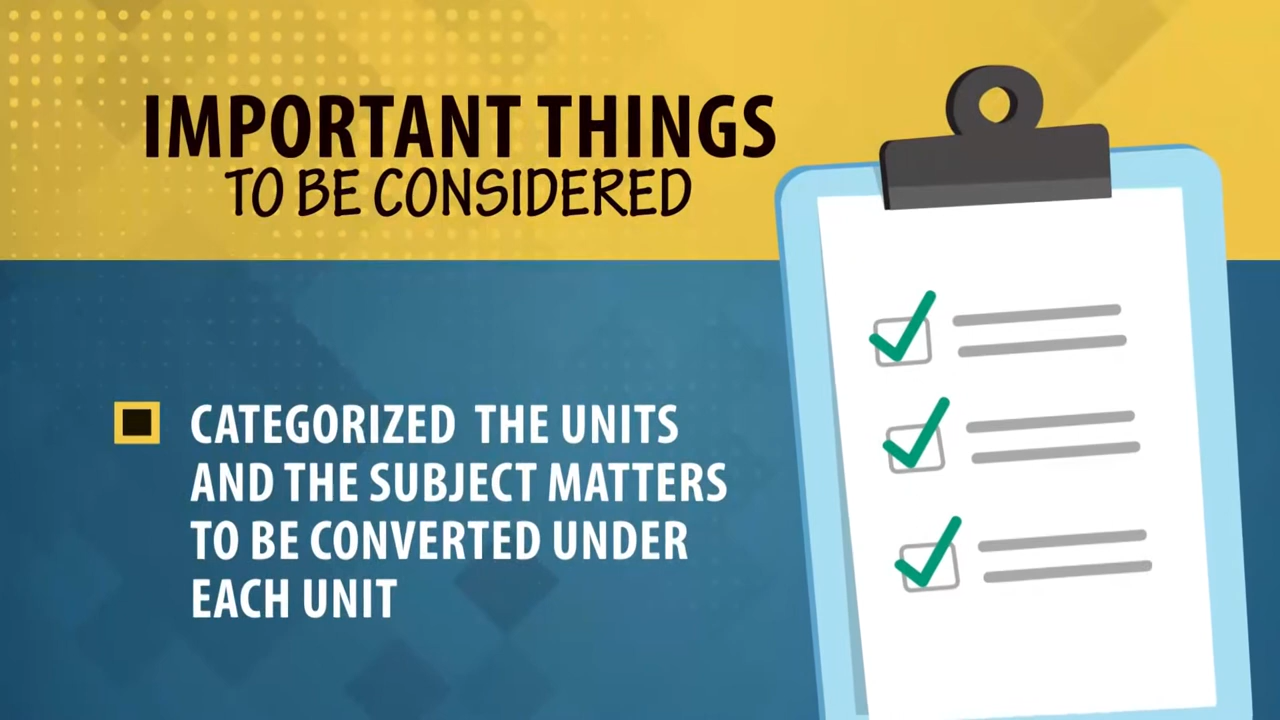 IMPORTANT THINGS
TO BE CONSIDERED
CATEGORIZED THE UNITS
AND THE SUBJECT MATTERS
TO BE CONVERTED UNDER
EACH UNIT